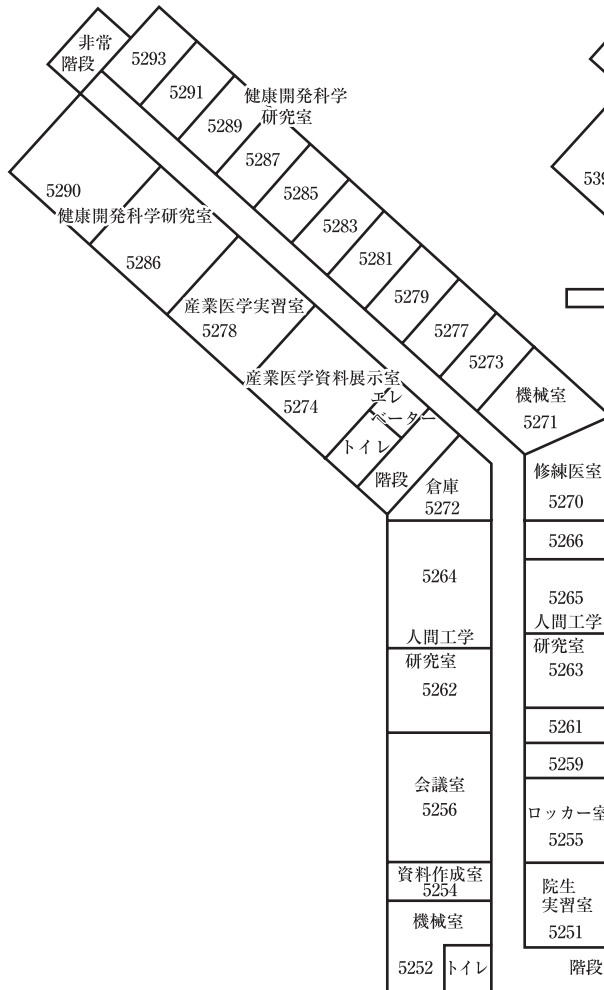 非常
階段
5293
5291
5289
健康開発科学
研究室
5287
5285
5283
5281
5279
5277
5273
機械室
5271
5290
健康開発科学研究室
5286
産業医学実習室
5278
産業医学資料展示室
5274
エレ
ベーター
トイレ
階段
倉庫
5272
修練医室
5270
5266
5264
5265
人間工学
研究室
5263
人間工学
研究室
5262
5261
5259
会議室
5256
ロッカー室
5255
資料作成室
5254
院生
実習室
5251
機械室
5252
トイレ
階段
539